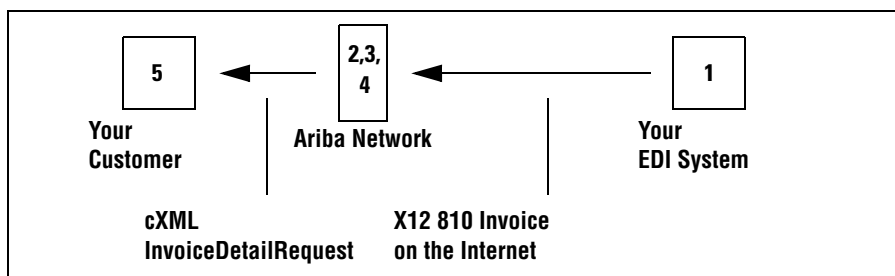 5
2,3,
4
1
Your
Customer
Ariba Network
Your
EDI System
cXML
InvoiceDetailRequest
X12 810 Invoice
on the Internet